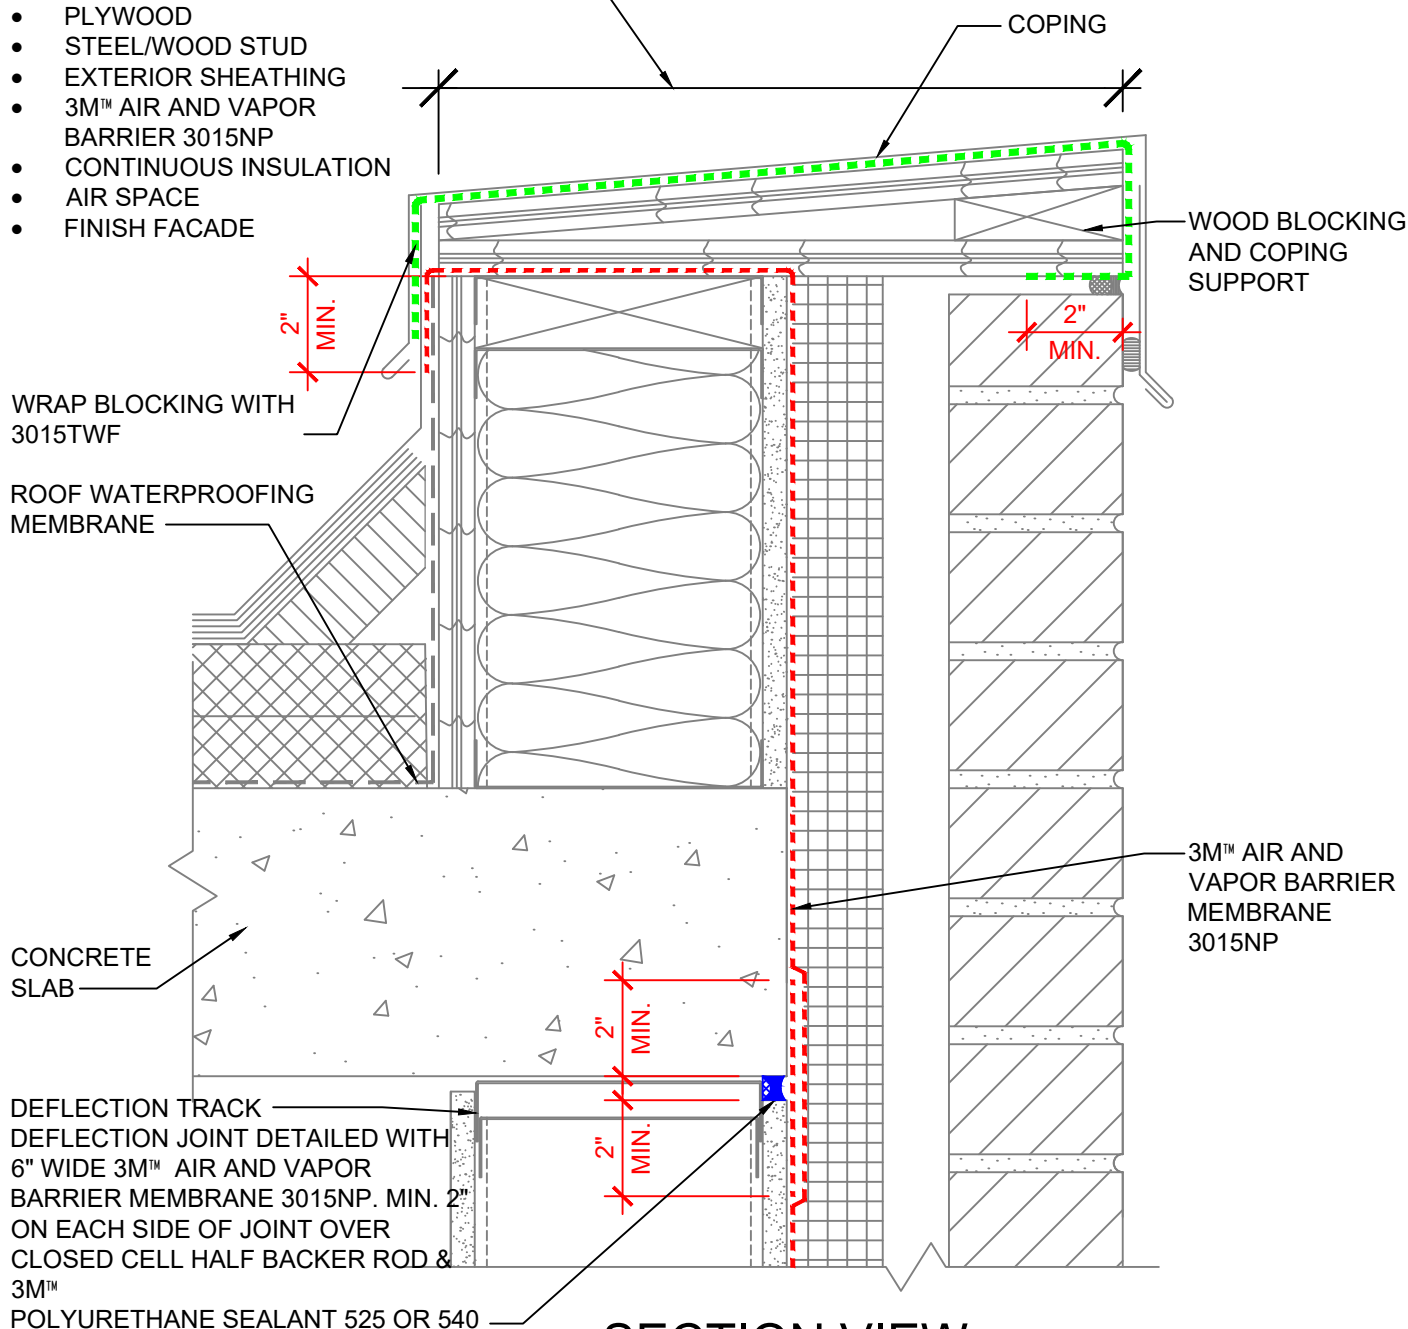 • PLYWOOD
• STEEL/WOOD STUD
• EXTERIOR SHEATHING
• 3M™ AIR AND VAPOR
BARRIER 3015NP
• CONTINUOUS INSULATION
• AIR SPACE
• FINISH FACADE
COPING
WOOD BLOCKING
AND COPING
SUPPORT
2"
MIN.
2"
MIN.
WRAP BLOCKING WITH
3015TWF
ROOF WATERPROOFING
MEMBRANE
3M™ AIR AND
VAPOR BARRIER
MEMBRANE
3015NP
CONCRETE
SLAB
2"
MIN.
2"
MIN.
DEFLECTION TRACK
DEFLECTION JOINT DETAILED WITH
6" WIDE 3M™ AIR AND VAPOR
BARRIER MEMBRANE 3015NP. MIN. 2"
ON EACH SIDE OF JOINT OVER
CLOSED CELL HALF BACKER ROD &
3M™
POLYURETHANE SEALANT 525 OR 540
SECTION VIEW